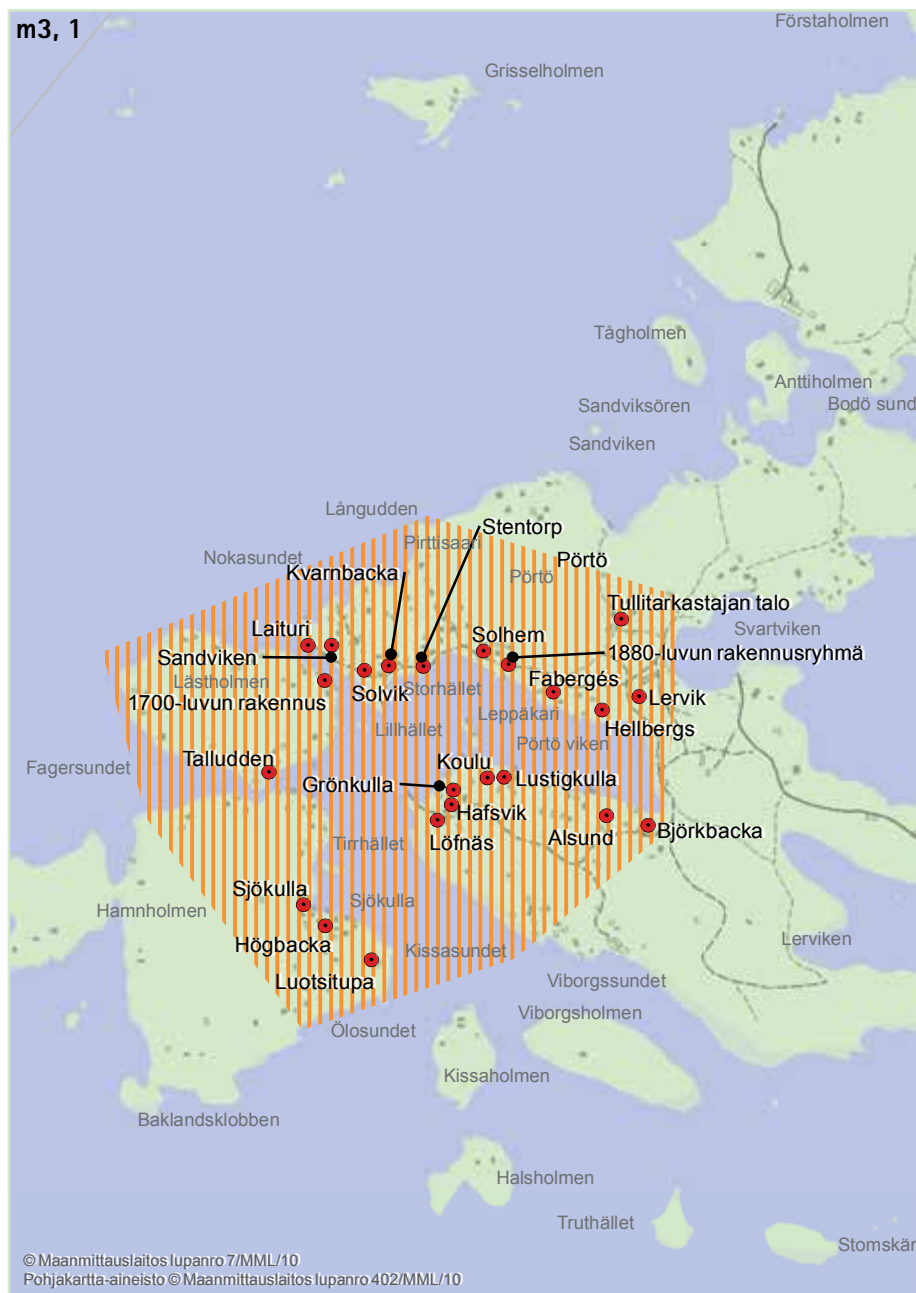 m3, 1
Förstaholmen
Grisselholmen
Tågholmen
Anttiholmen
Sandviksören
Bodö sund
Sandviken
Långudden
Stentorp
Pirttisaari
Nokasundet
Kvarnbacka
Pörtö
Pörtö
Tullitarkastajan talo
Laituri
Svartviken
Solhem
Sandviken
1880-luvun rakennusryhmä
Lästholmen
Fabergés
Storhället
1700-luvun rakennus
Solvik
Lervik
Leppäkari
Lillhället
Hellbergs
Pörtö viken
Talludden
Koulu
Fagersundet
Lustigkulla
Grönkulla
Hafsvik
Björkbacka
Alsund
Tirrhället
Löfnäs
Sjökulla
Sjökulla
Hamnholmen
Högbacka
Kissasundet
Lerviken
Luotsitupa
Viborgssundet
Ölosundet
Viborgsholmen
Kissaholmen
Baklandsklobben
Halsholmen
Truthället
Stomskär
© Maanmittauslaitos lupanro 7/MML/10
Pohjakartta-aineisto © Maanmittauslaitos lupanro 402/MML/10